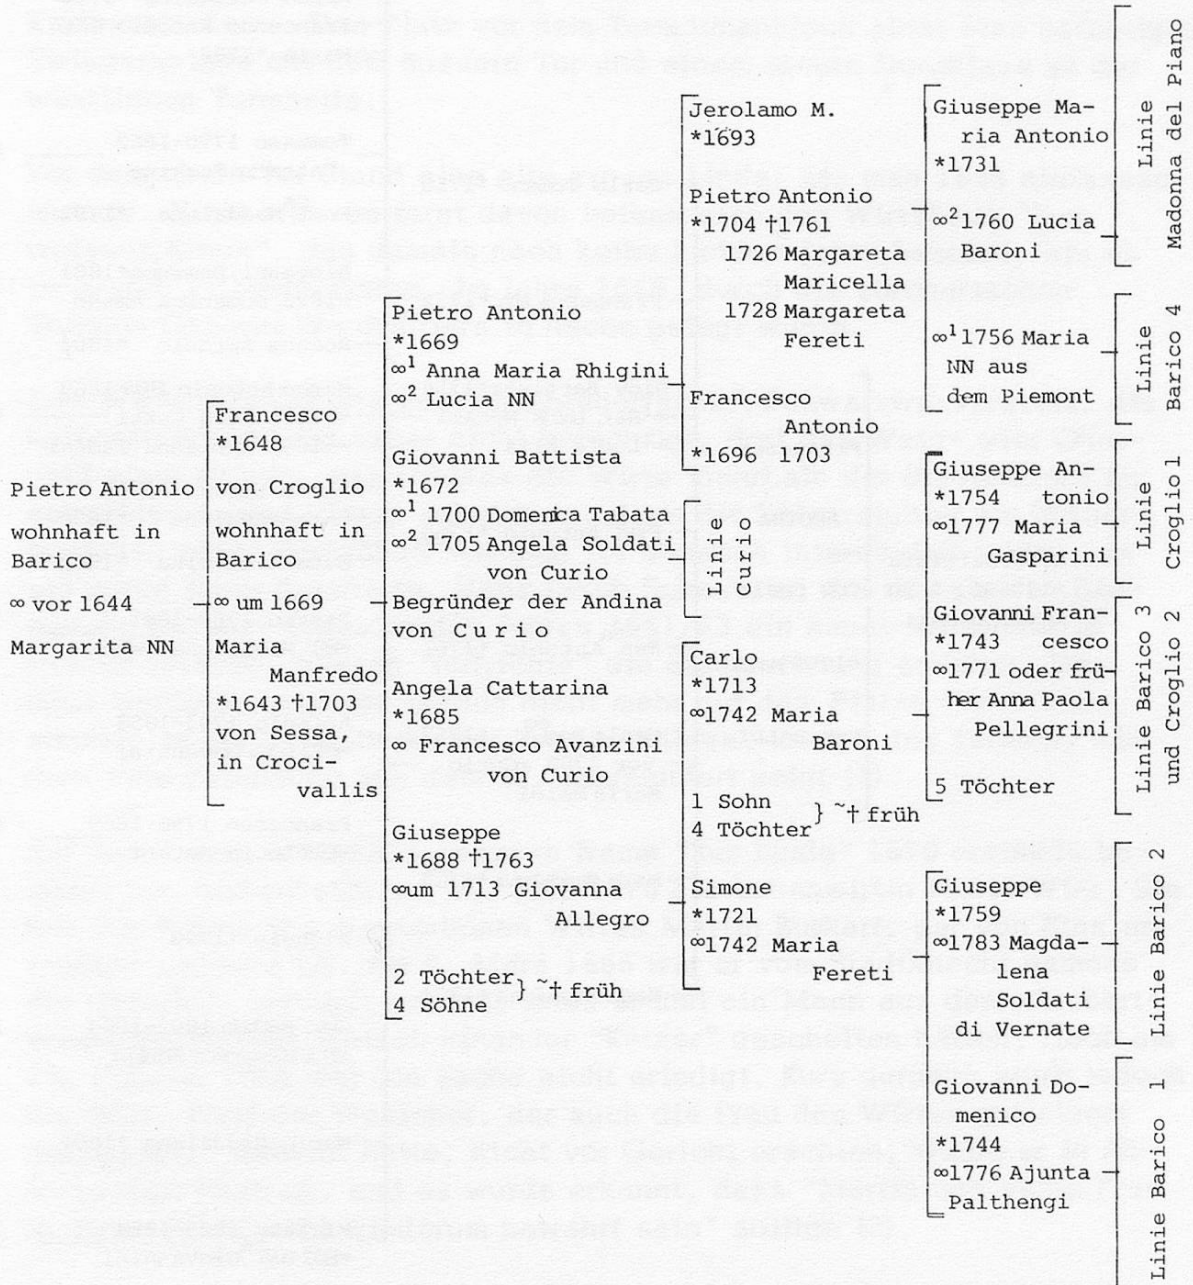 Pietro Antonio
wohnhaft in
Barico
∞ vor 1644
Margarita NN
Francesco
*1648
von Croglio
wohnhaft in
Barico
∞ um 1669
Maria
Manfredo
*1643 †1703
von Sessa,
in Croci-
vallis
Pietro Antonio
*1669
∞¹ Anna Maria Rhigini
∞² Lucia NN
Giovanni Battista
*1672
∞¹ 1700 Domenica Tabata
∞² 1705 Angela Soldati
von Curio
Begründer der Andina
von Curio
Angela Cattarina
*1685
∞ Francesco Avanzini
von Curio
Giuseppe
*1688 †1763
∞um 1713 Giovanna
Allegro
2 Töchter
4 Söhne
} ~† früh
Jerolamo M.
*1693
Pietro Antonio
*1704 †1761
1726 Margareta
Maricella
1728 Margareta
Fereti
Francesco
Antonio
*1696 1703
Linie
Curio
Carlo
*1713
∞1742 Maria
Baroni
1 Sohn
4 Töchter
} ~† früh
Simone
*1721
∞1742 Maria
Fereti
Giuseppe Ma-
ria Antonio
*1731
∞²1760 Lucia
Baroni
∞¹1756 Maria
NN aus
dem Piemont
Giuseppe An-
*1754 tonio
∞1777 Maria
Gasparini
Giovanni Fran-
*1743 cesco
∞1771 oder frü-
her Anna Paola
Pellegrini
5 Töchter
Giuseppe
*1759
∞1783 Magda-
lena
Soldati
di Vernate
Giovanni Do-
menico
*1744
∞1776 Ajunta
Palthengi
Linie
Madonna del Piano
Linie
Barico 4
Linie
Croglio 1
Linie Barico 3
und Croglio 2
Linie Barico 2
Linie Barico 1